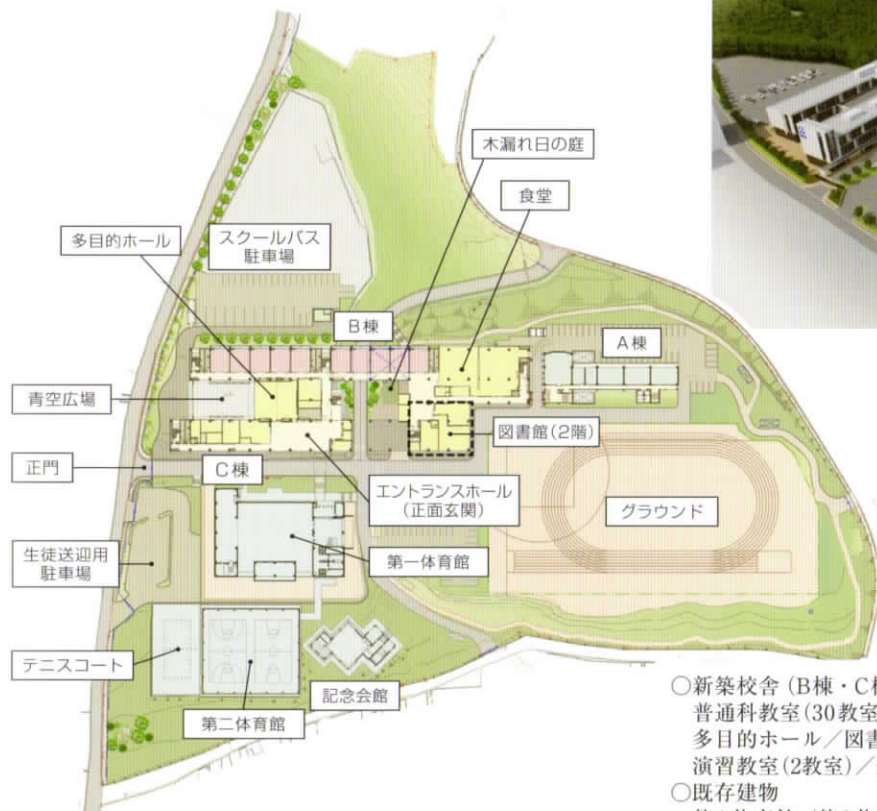 木漏れ日の庭
食堂
多目的ホール
スクールバス
駐車場
B棟
A棟
青空広場
図書館(2階)
正門
C棟
エントランスホール
(正面玄関)
グラウンド
生徒送迎用
駐車場
第一体育館
テニスコート
記念会館
第二体育館
○新築校舎(B棟・C棟
普通科教室(30教室
多目的ホール／図書
演習教室(2教室)／
○既存建物